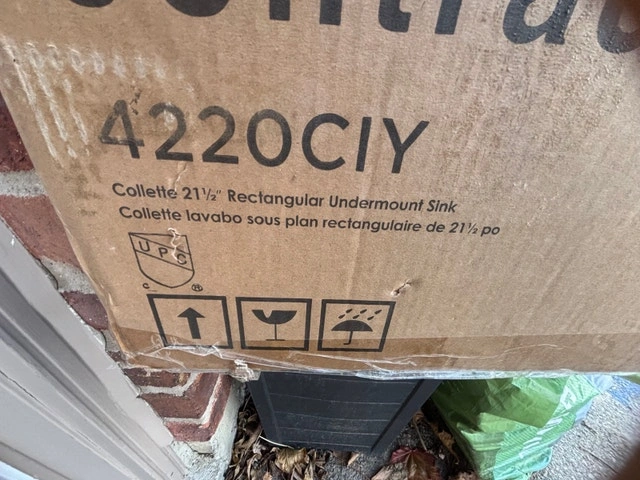 4220CIY
Collette 21½" Rectangular Undermount Sink
Collette lavabo sous plan rectangulaire de 21½ po
UPC
c ®